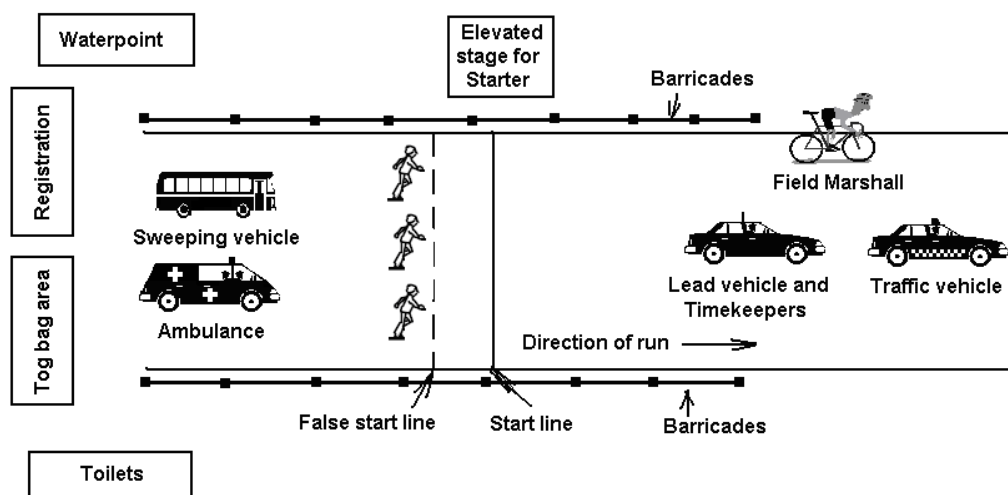 Waterpoint
Elevated
stage for
Starter
Barricades
Registration
Field Marshall
Sweeping vehicle
Lead vehicle and
Timekeepers
Traffic vehicle
Ambulance
Tog bag area
Direction of run
False start line
Start line
Barricades
Toilets